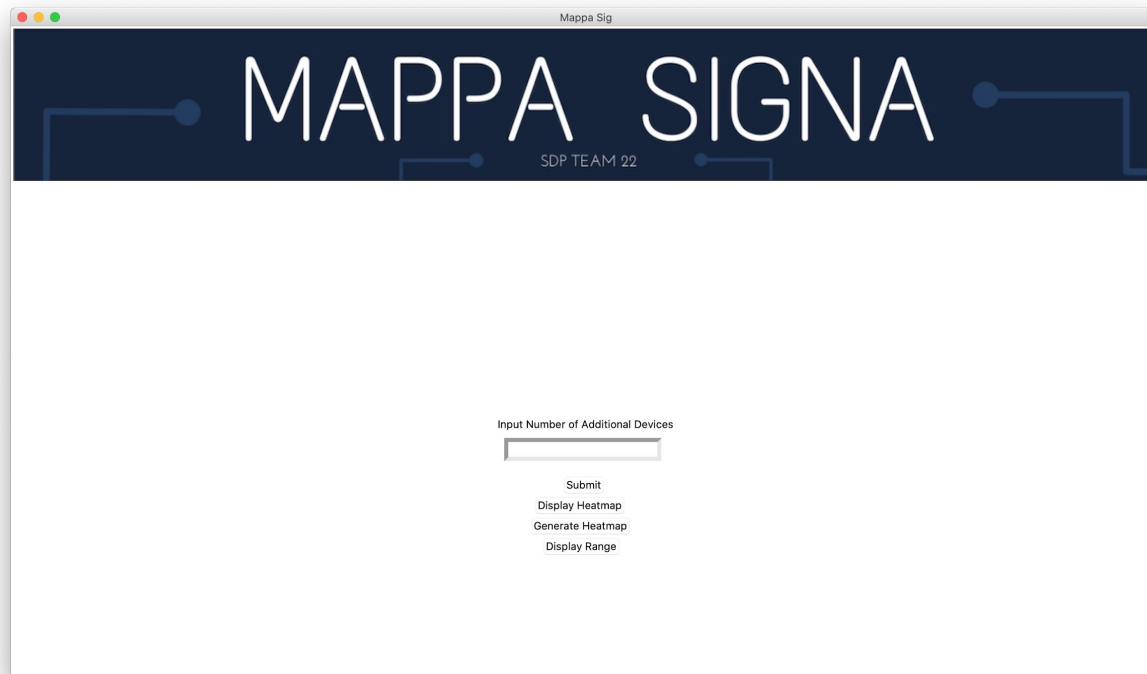 Mappa Sig
MAPPA SIGNA
SDP TEAM 22
Input Number of Additional Devices
Submit
Display Heatmap
Generate Heatmap
Display Range